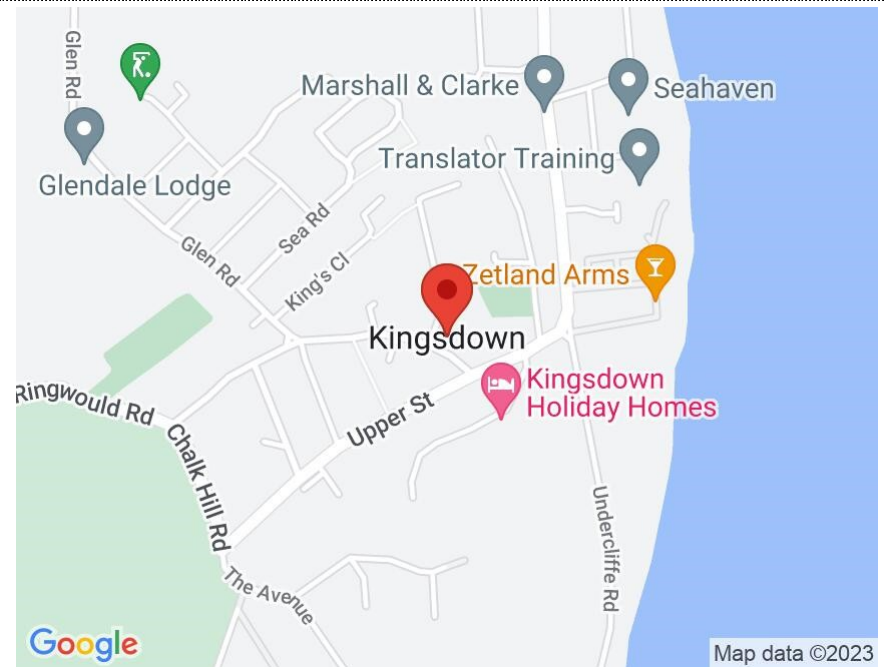 Glen Rd
Marshall & Clarke
Seahaven
Translator Training
Glendale Lodge
Sea Rd
Glen Rd
King's Cl
Zetland Arms
Kingsdown
Kingsdown
Holiday Homes
Ringwould Rd
Upper St
Chalk Hill Rd
Undercliffe Rd
The Avenue
Google
Map data ©2023